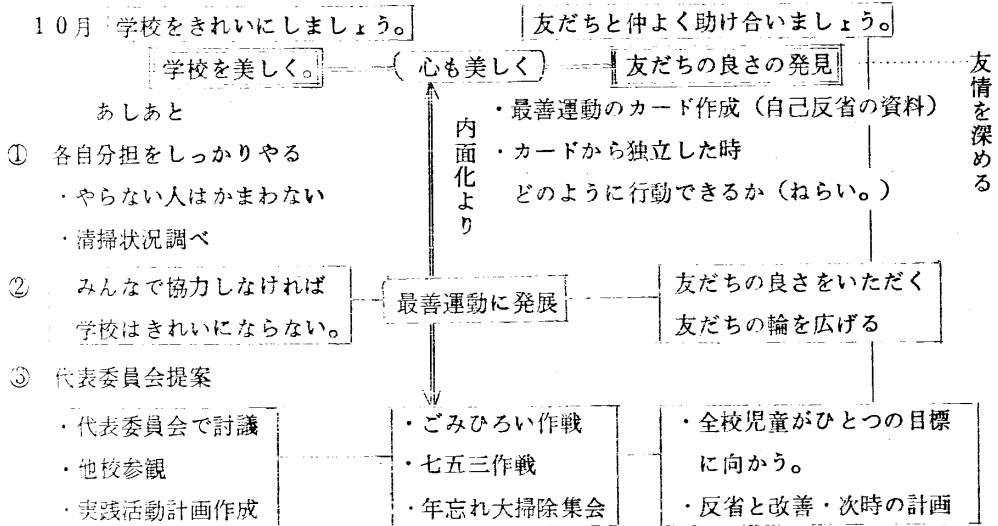 10月 学校をきれいにしましょう。
友だちと仲よく助け合いましょう。
学校を美しく。
心も美しく
友だちの良さの発見
友情を深める
あしあと
内面化より
・最善運動のカード作成(自己反省の資料)
・カードから独立した時
どのように行動できるか(ねらい。)
① 各自分担をしっかりやる
・やらない人はかまわない
・清掃状況調べ
② みんなで協力しなければ
学校はきれいにならない。
最善運動に発展
友だちの良さをいただく
友だちの輪を広げる
③ 代表委員会提案
・代表委員会で討議
・他校参観
・実践活動計画作成
・ごみひろい作戦
・七五三作戦
・年忘れ大掃除集会
・全校児童がひとつの目標
に向かう。
・反省と改善・次時の計画